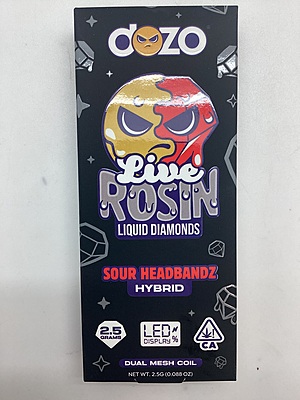 dozo
Live
ROSIN
LIQUID DIAMONDS
SOUR HEADBANDZ
HYBRID
2.5
GRAMS
LED
DISPLAY %
CA
DUAL MESH COIL
NET WT. 2.5G (0.088 OZ)